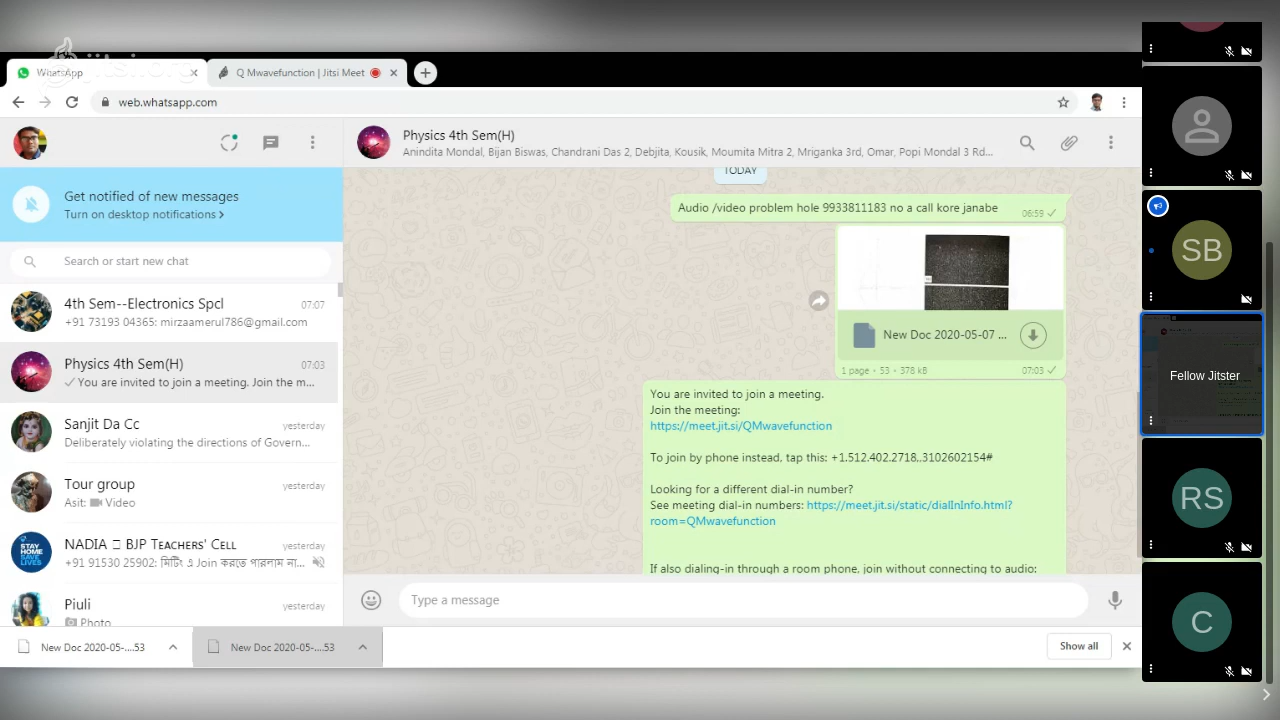 jitsi.org
WhatsApp
Q Mwavefunction | Jitsi Meet
web.whatsapp.com
Physics 4th Sem(H)
Anindita Mondal, Bijan Biswas, Chandrani Das 2, Debjita, Kousik, Moumita Mitra 2, Mriganka 3rd, Omar, Popi Mondal 3 Rd...
Get notified of new messages
Turn on desktop notifications >
Search or start new chat
4th Sem--Electronics Spcl 07:07
+91 73193 04365: mirzaamerul786@gmail.com
Physics 4th Sem(H) 07:03
You are invited to join a meeting. Join the m...
Sanjit Da Cc yesterday
Deliberately violating the directions of Govern...
Tour group yesterday
Asit: Video
NADIA BJP Teachers' Cell yesterday
+91 91530 25902: মিটিং এ Join করতে পারলাম না...
STAY HOME SAVE LIVES
Piuli yesterday
Photo
TODAY
Audio /video problem hole 9933811183 no a call kore janabe 06:59
New Doc 2020-05-07 ...
1 page • 53 • 378 kB 07:03
You are invited to join a meeting.
Join the meeting:
https://meet.jit.si/QMwavefunction
To join by phone instead, tap this: +1.512.402.2718,,3102602154#
Looking for a different dial-in number?
See meeting dial-in numbers: https://meet.jit.si/static/dialInInfo.html?
room=QMwavefunction
If also dialing-in through a room phone, join without connecting to audio:
Type a message
New Doc 2020-05-....53
New Doc 2020-05-....53
Show all
SB
Fellow Jitster
RS
C